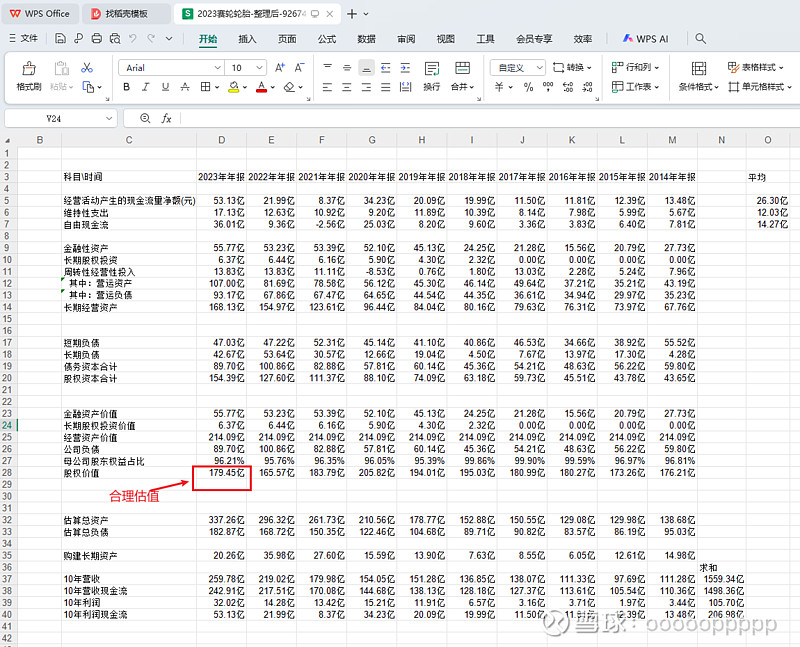 WPS Office 找稻壳模板 S 2023赛轮轮胎-整理后-92674
文件 开始 插入 页面 公式 数据 审阅 视图 工具 会员专享 效率 WPS AI
格式刷 粘贴 Arial 10 A+ A- 换行 合并 自定义 转换 行和列 工作表 条件格式 表格样式 单元格样式
B I U A ¥ %
Y24 fx
B C D E F G H I J K L M N O
1
2
3 科目\时间 2023年年报 2022年年报 2021年年报 2020年年报 2019年年报 2018年年报 2017年年报 2016年年报 2015年年报 2014年年报 平均
4
5 经营活动产生的现金流量净额(元) 53.13亿 21.99亿 8.37亿 34.23亿 20.09亿 19.99亿 11.50亿 11.81亿 12.39亿 13.48亿 26.30亿
6 维持性支出 17.13亿 12.63亿 10.92亿 9.20亿 11.89亿 10.39亿 8.14亿 7.98亿 5.99亿 5.67亿 12.03亿
7 自由现金流 36.01亿 9.36亿 -2.56亿 25.03亿 8.20亿 9.60亿 3.36亿 3.83亿 6.40亿 7.81亿 14.27亿
8
9 金融性资产 55.77亿 53.23亿 53.39亿 52.10亿 45.13亿 24.25亿 21.28亿 15.56亿 20.79亿 27.73亿
10 长期股权投资 6.37亿 6.44亿 6.16亿 5.90亿 4.30亿 2.32亿 0.00亿 0.00亿 0.00亿 0.00亿
11 周转性经营性投入 13.83亿 13.83亿 11.11亿 -8.53亿 0.76亿 1.80亿 13.03亿 2.28亿 5.24亿 7.96亿
12 其中：营运资产 107.00亿 81.69亿 78.58亿 56.12亿 45.30亿 46.14亿 49.64亿 37.21亿 35.21亿 43.19亿
13 其中：营运负债 93.17亿 67.86亿 67.47亿 64.65亿 44.54亿 44.35亿 36.61亿 34.94亿 29.97亿 35.23亿
14 长期经营资产 168.13亿 154.97亿 123.61亿 96.44亿 84.04亿 80.16亿 79.63亿 76.31亿 73.97亿 67.76亿
15
16
17 短期负债 47.03亿 47.22亿 52.31亿 45.14亿 41.10亿 40.86亿 46.53亿 34.66亿 38.92亿 55.52亿
18 长期负债 42.67亿 53.64亿 30.57亿 12.66亿 19.04亿 4.50亿 7.67亿 13.97亿 17.30亿 4.28亿
19 债务资本合计 89.70亿 100.86亿 82.88亿 57.81亿 60.14亿 45.36亿 54.21亿 48.63亿 56.22亿 59.80亿
20 股权资本合计 154.39亿 127.60亿 111.37亿 88.10亿 74.09亿 63.18亿 59.73亿 45.51亿 43.78亿 43.65亿
21
22
23 金融资产价值 55.77亿 53.23亿 53.39亿 52.10亿 45.13亿 24.25亿 21.28亿 15.56亿 20.79亿 27.73亿
24 长期股权投资价值 6.37亿 6.44亿 6.16亿 5.90亿 4.30亿 2.32亿 0.00亿 0.00亿 0.00亿 0.00亿
25 经营资产价值 214.09亿 214.09亿 214.09亿 214.09亿 214.09亿 214.09亿 214.09亿 214.09亿 214.09亿 214.09亿
26 公司负债 89.70亿 100.86亿 82.88亿 57.81亿 60.14亿 45.36亿 54.21亿 48.63亿 56.22亿 59.80亿
27 母公司股东权益占比 96.21% 95.76% 96.35% 96.05% 95.39% 99.86% 99.90% 99.59% 96.97% 96.81%
28 股权价值 179.45亿 165.57亿 183.79亿 205.82亿 194.01亿 195.03亿 180.99亿 180.27亿 173.26亿 176.21亿
29
30 合理估值
31
32 估算总资产 337.26亿 296.32亿 261.73亿 210.56亿 178.77亿 152.88亿 150.55亿 129.08亿 129.98亿 138.68亿
33 估算总负债 182.87亿 168.72亿 150.35亿 122.46亿 104.68亿 89.71亿 90.82亿 83.57亿 86.19亿 95.03亿
34
35 购建长期资产 20.26亿 35.98亿 27.60亿 15.59亿 13.90亿 7.63亿 8.55亿 6.05亿 12.61亿 14.98亿
36 求和
37 10年营收 259.78亿 219.02亿 179.98亿 154.05亿 151.28亿 136.85亿 138.07亿 111.33亿 97.69亿 111.28亿 1559.34亿
38 10年营收现金流 242.91亿 217.51亿 170.08亿 144.68亿 138.13亿 128.18亿 127.37亿 113.61亿 105.54亿 110.36亿 1498.36亿
39 10年利润 32.02亿 14.28亿 13.42亿 15.21亿 11.91亿 6.57亿 3.16亿 3.71亿 1.97亿 3.44亿 105.70亿
40 10年利润现金流 53.13亿 21.99亿 8.37亿 34.23亿 20.09亿 19.99亿 11.50亿 11.81亿 12.39亿 13.48亿 206.98亿
41
42
雪球：oooooppppp